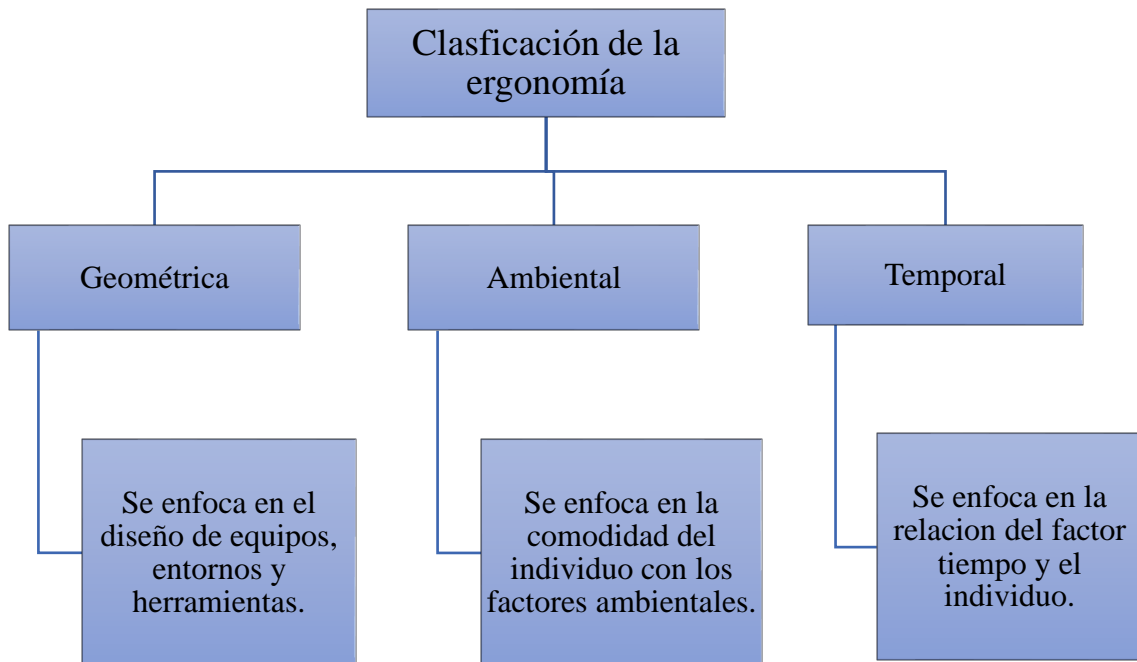 Clasficación de la
ergonomía
Geométrica
Ambiental
Temporal
Se enfoca en el
diseño de equipos,
entornos y
herramientas.
Se enfoca en la
comodidad del
individuo con los
factores ambientales.
Se enfoca en la
relacion del factor
tiempo y el
individuo.